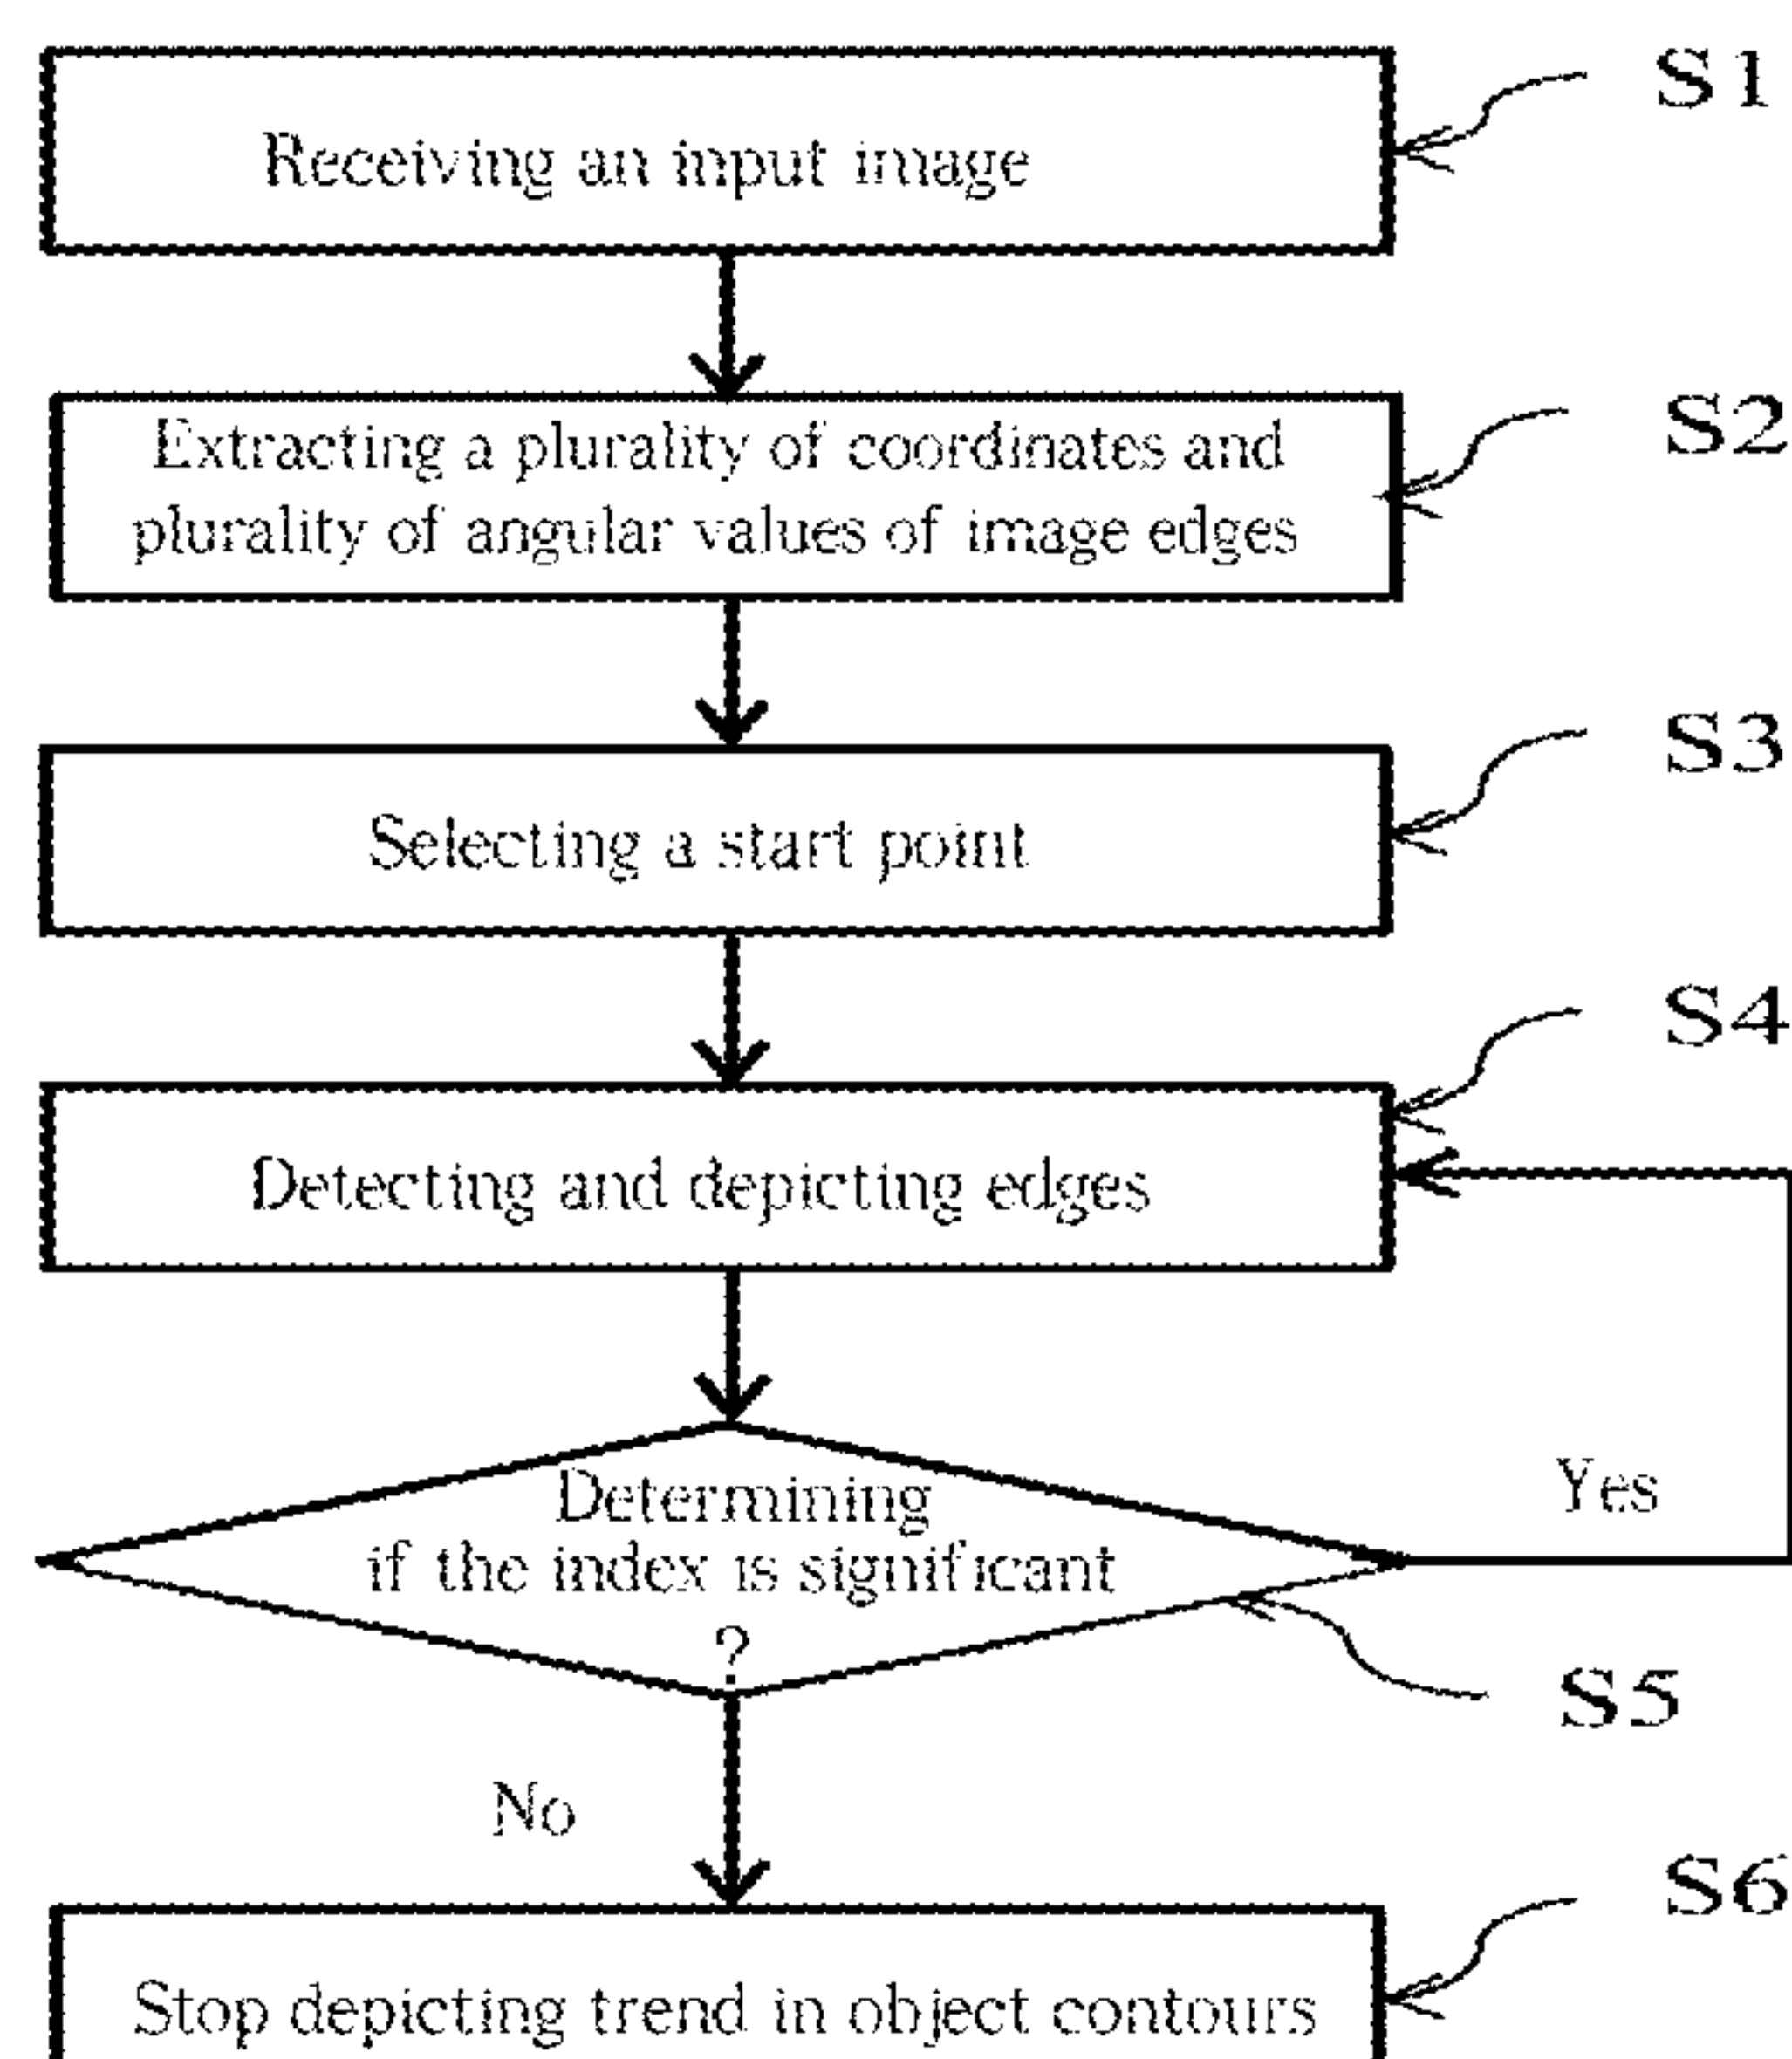 S1
Receiving an input image
S2
Extracting a plurality of coordinates and
plurality of angular values of image edges
S3
Selecting a start point
S4
Detecting and depicting edges
Determining
if the index is significant
?
Yes
S5
No
S6
Stop depicting trend in object contours